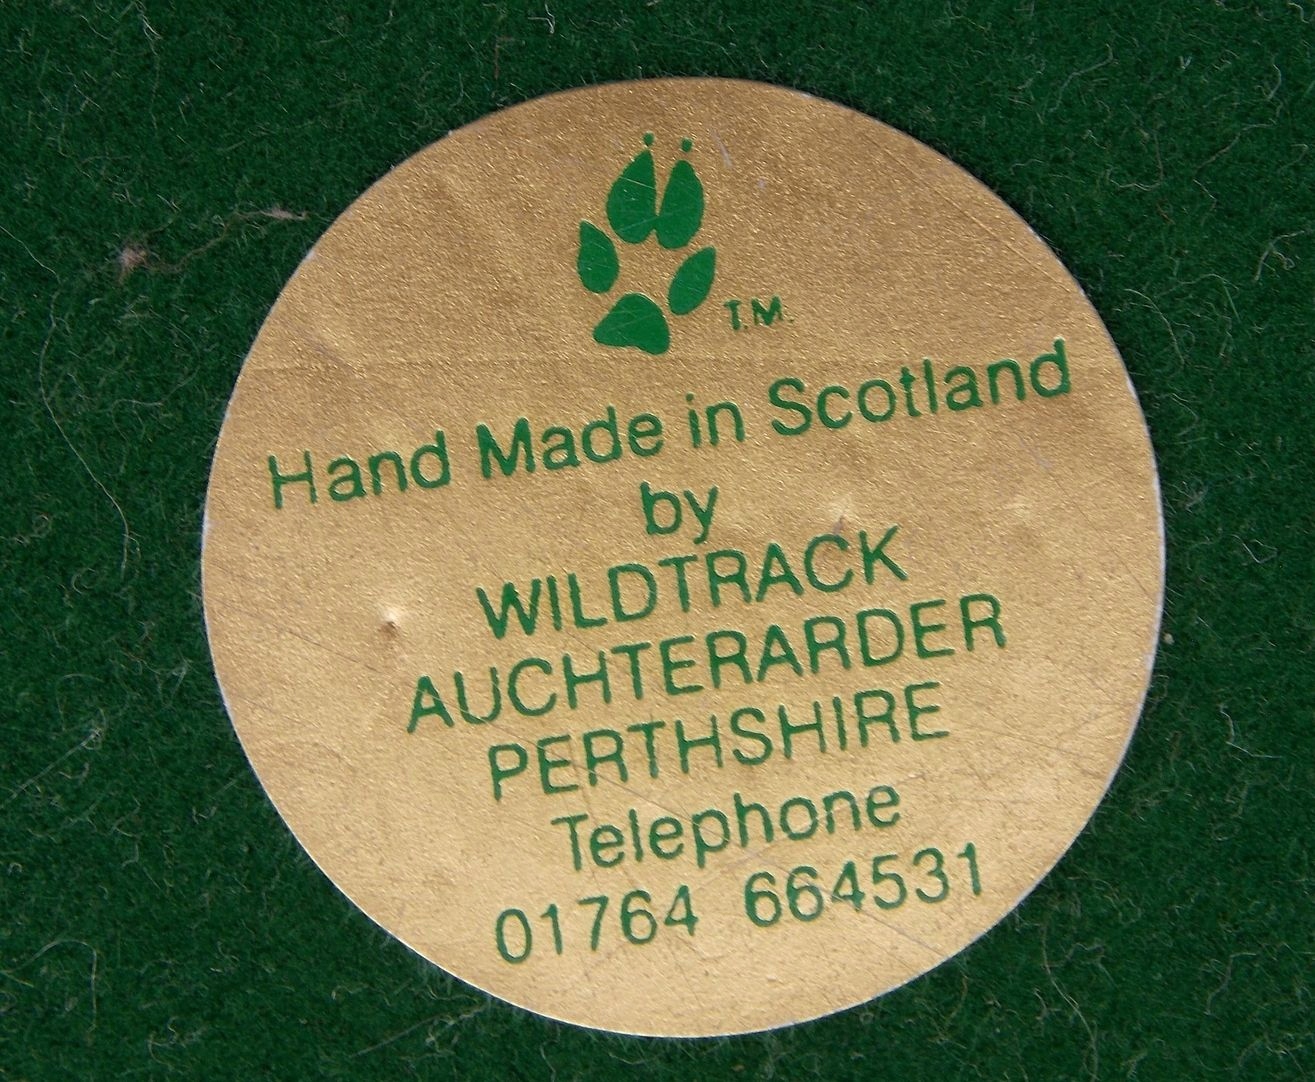 T.M.
Hand Made in Scotland
by
WILDTRACK
AUCHTERARDER
PERTHSHIRE
Telephone
01764 664531